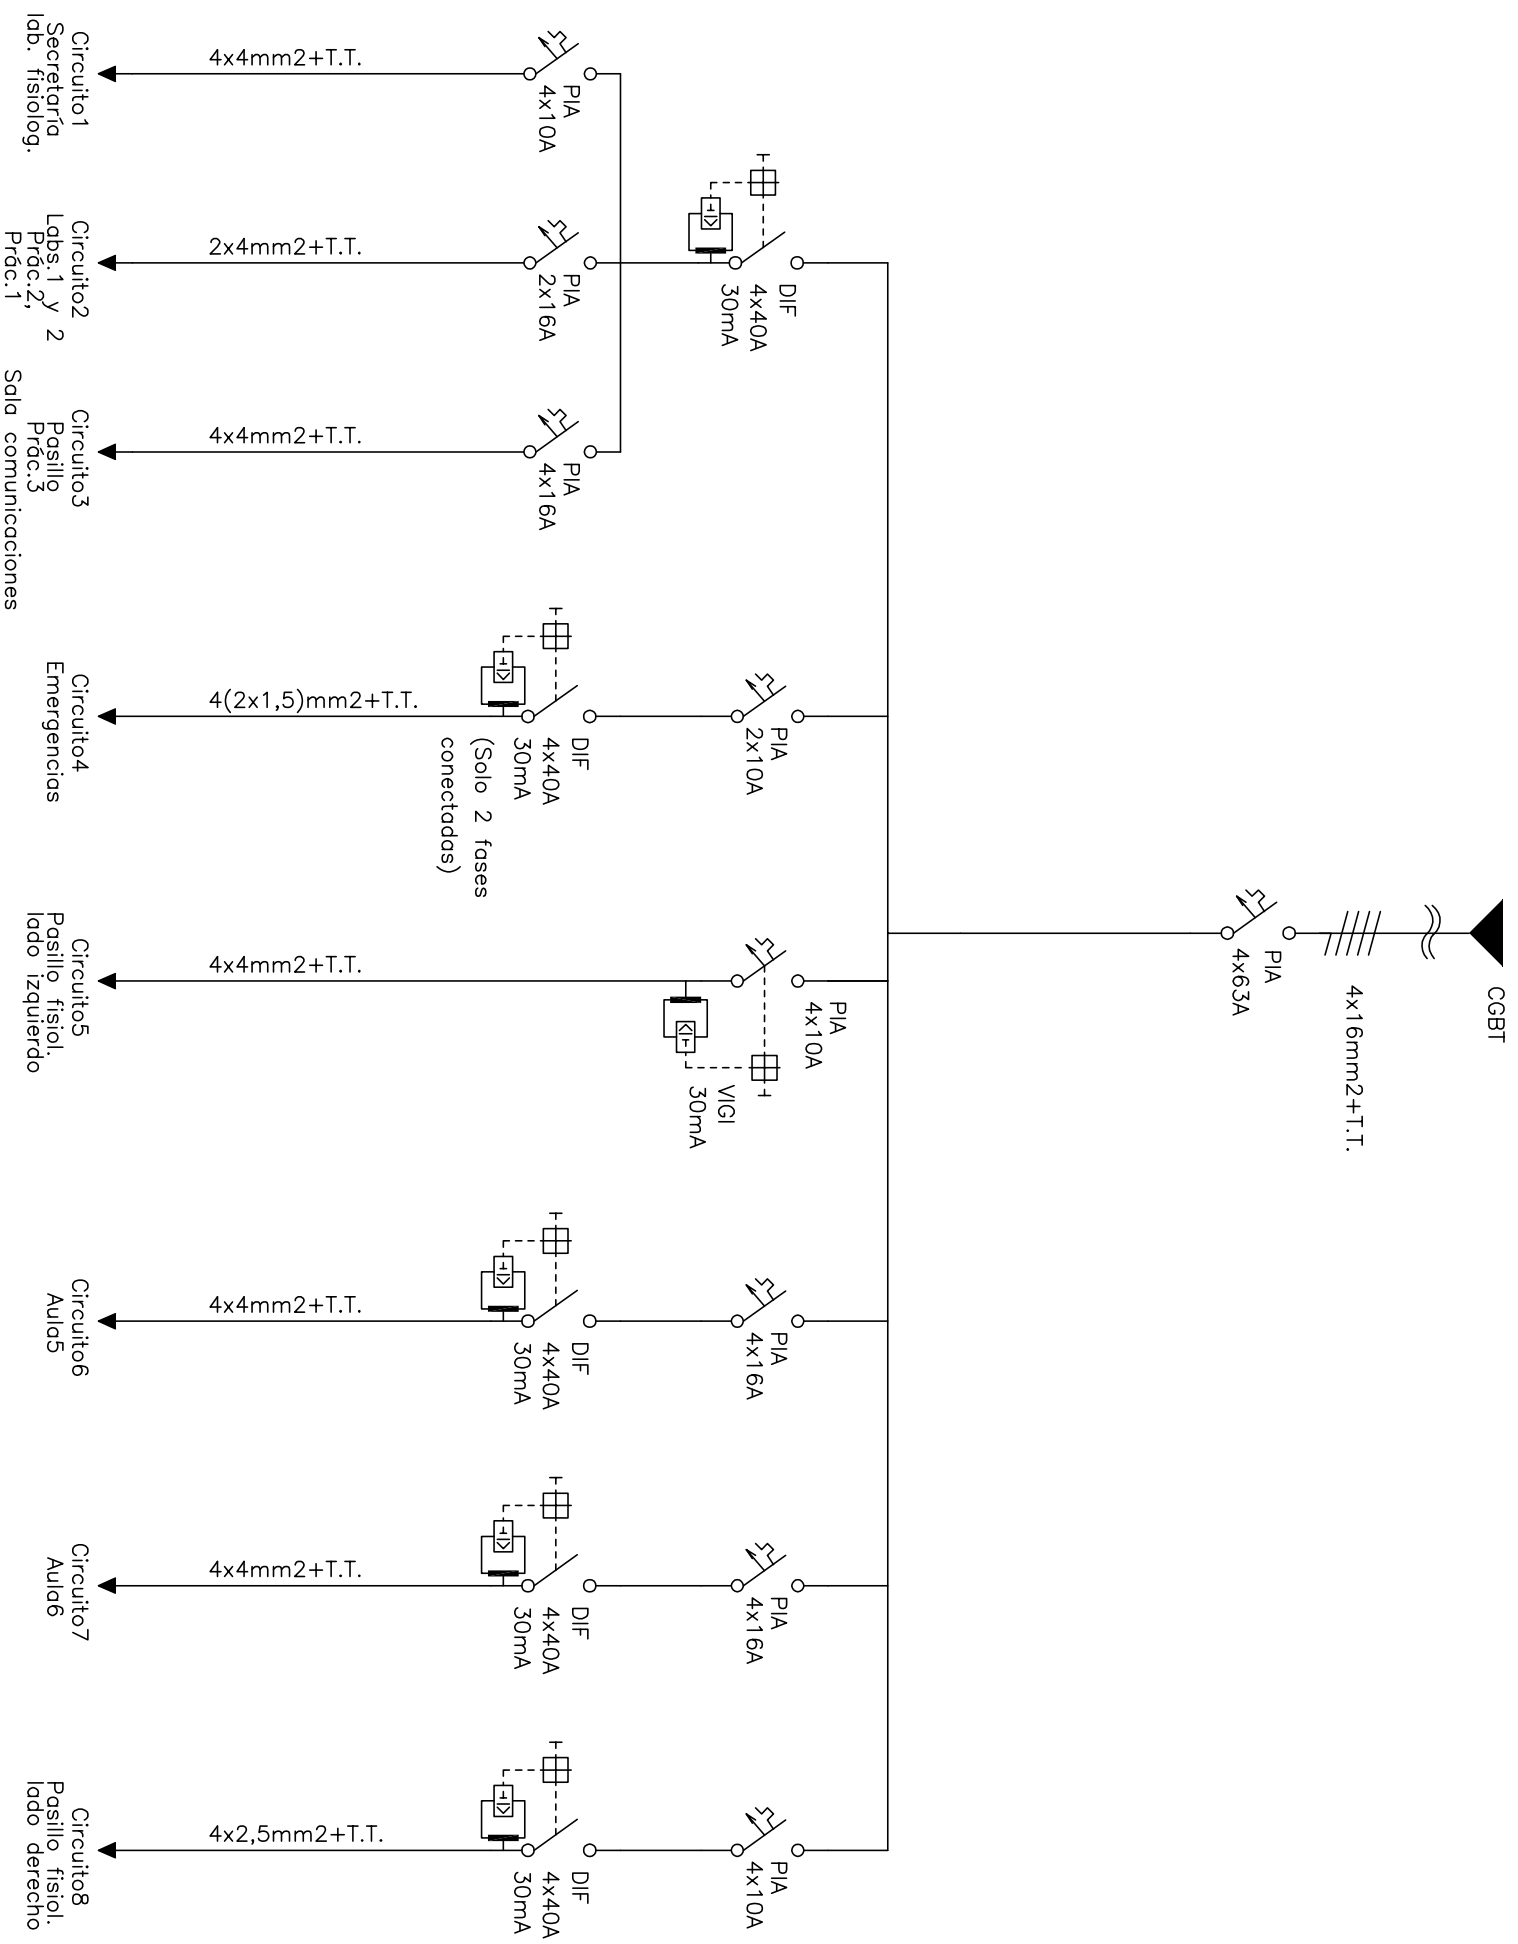 CGBT
4x16mm2+T.T.
PIA
4x63A
DIF
4x40A
30mA
PIA
4x10A
4x4mm2+T.T.
Circuito1
Secretaría
lab. fisiolog.
PIA
2x16A
2x4mm2+T.T.
Circuito2
Labs.1 y 2
Prác.2,
Prác.1
PIA
4x16A
4x4mm2+T.T.
Circuito3
Pasillo
Prác.3
Sala comunicaciones
PIA
2x10A
DIF
4x40A
30mA
(Solo 2 fases
conectadas)
4(2x1,5)mm2+T.T.
Circuito4
Emergencias
PIA
4x10A
VIGI
30mA
4x4mm2+T.T.
Circuito5
Pasillo fisiol.
lado izquierdo
PIA
4x16A
DIF
4x40A
30mA
4x4mm2+T.T.
Circuito6
Aula5
PIA
4x16A
DIF
4x40A
30mA
4x4mm2+T.T.
Circuito7
Aula6
PIA
4x10A
DIF
4x40A
30mA
4x2,5mm2+T.T.
Circuito8
Pasillo fisiol.
lado derecho